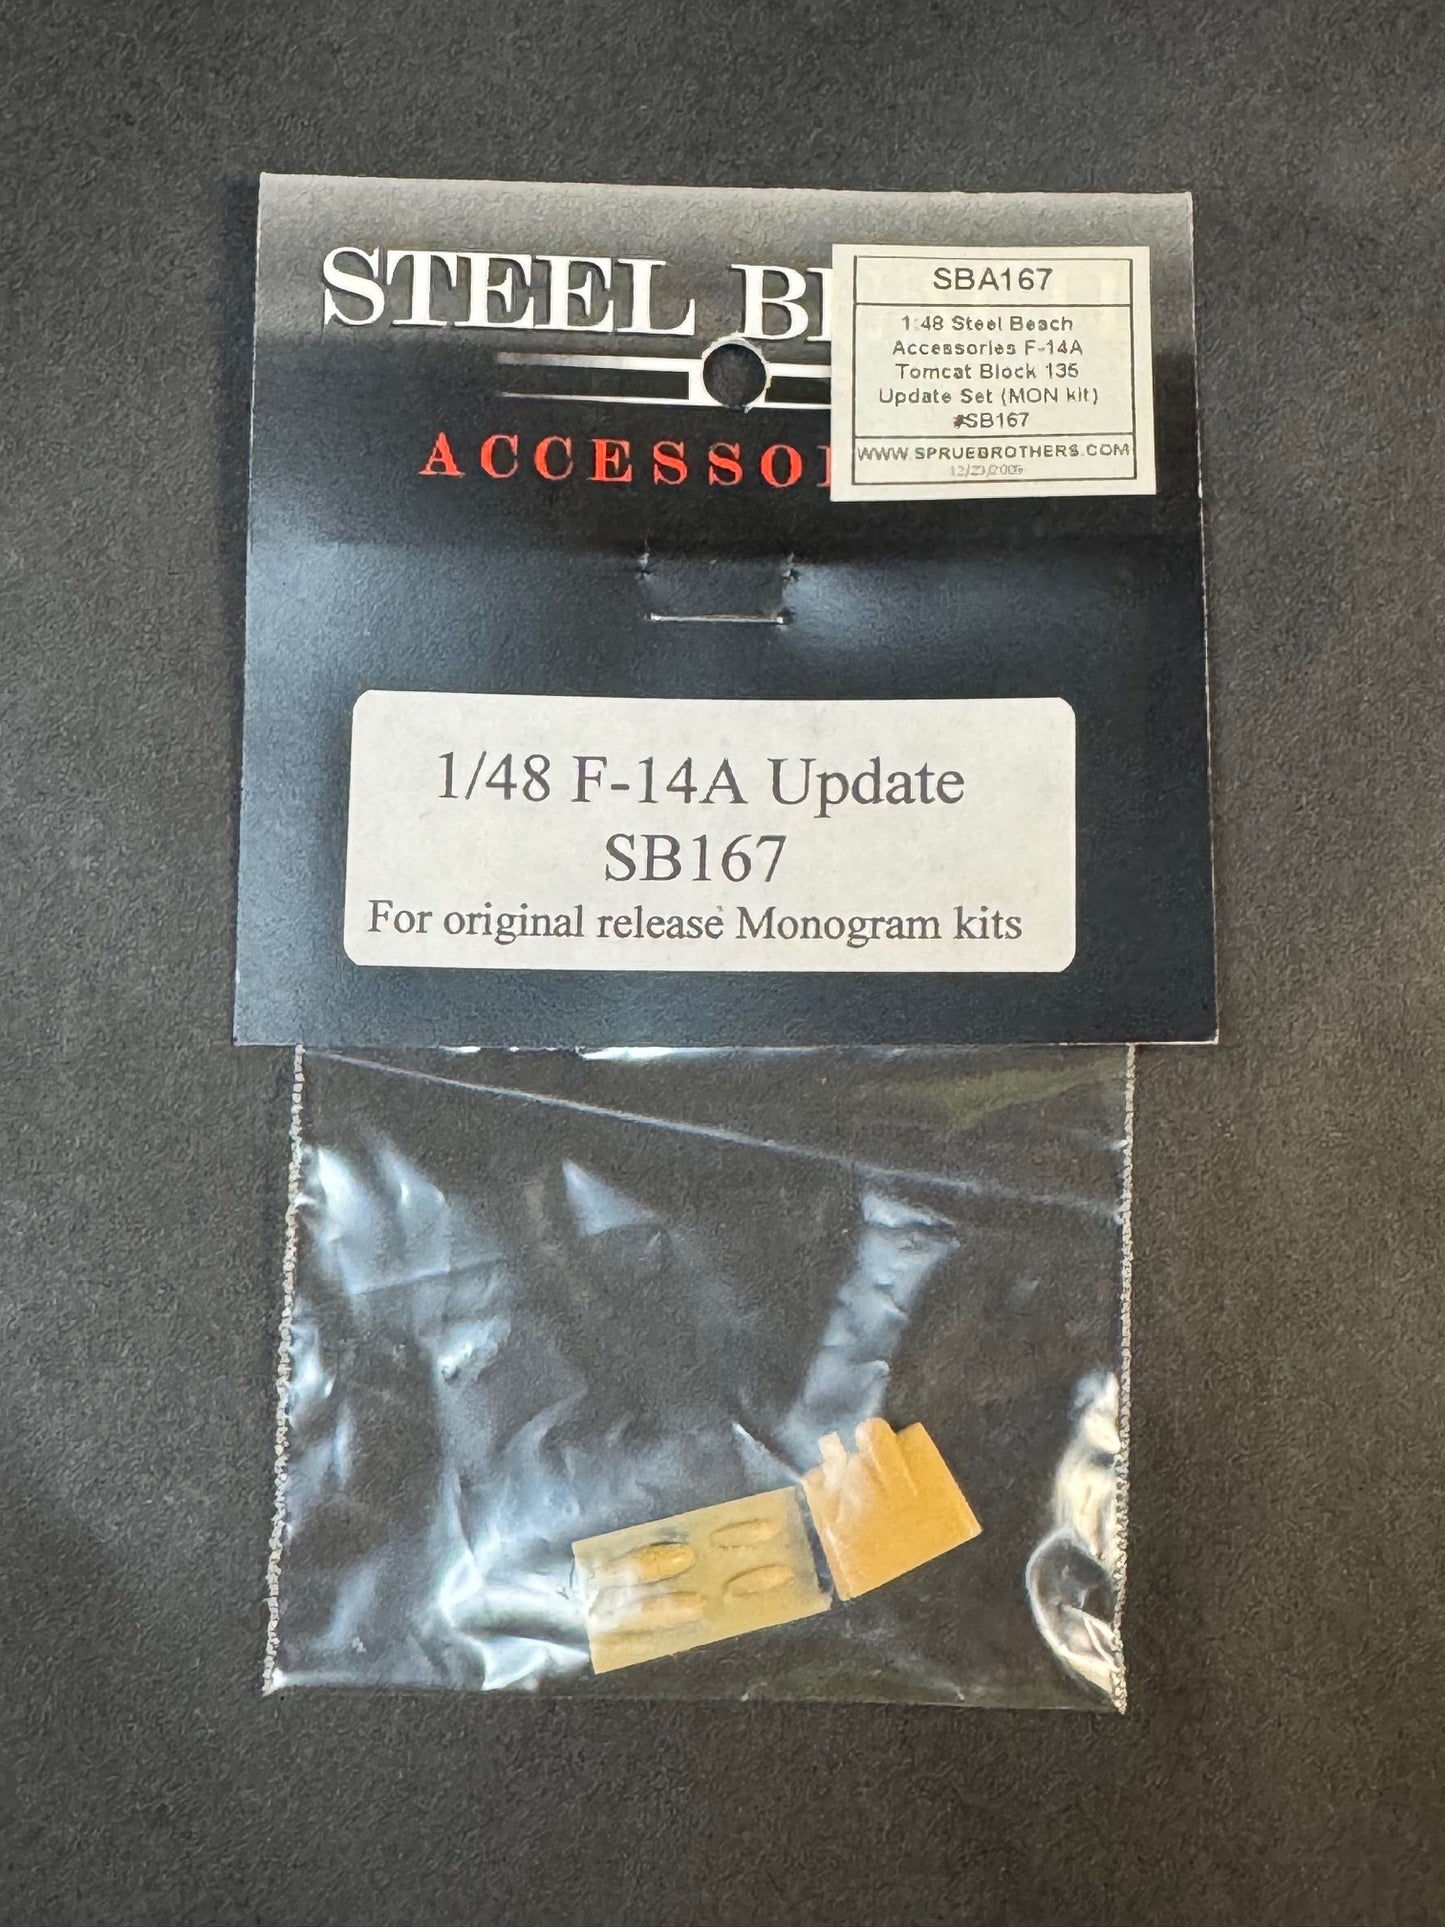 STEEL B
ACCESSO
SBA167
1:48 Steel Beach
Accessories F-14A
Tomcat Block 135
Update Set (MON kit)
#SB167
WWW.SPRUEBROTHERS.COM
1/48 F-14A Update
SB167
For original release Monogram kits